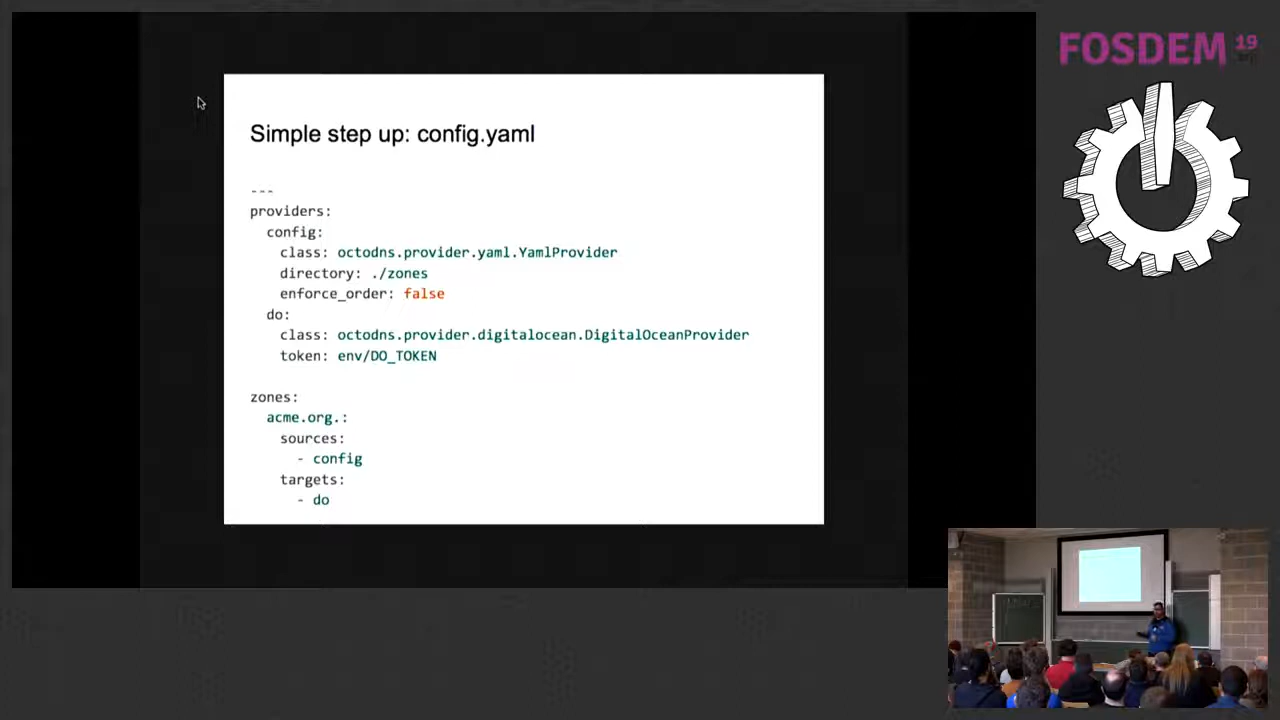 FOSDEM 19
Simple step up: config.yaml
---
providers:
  config:
    class: octodns.provider.yaml.YamlProvider
    directory: ./zones
    enforce_order: false
  do:
    class: octodns.provider.digitalocean.DigitalOceanProvider
    token: env/DO_TOKEN
zones:
  acme.org.:
    sources:
      - config
    targets:
      - do